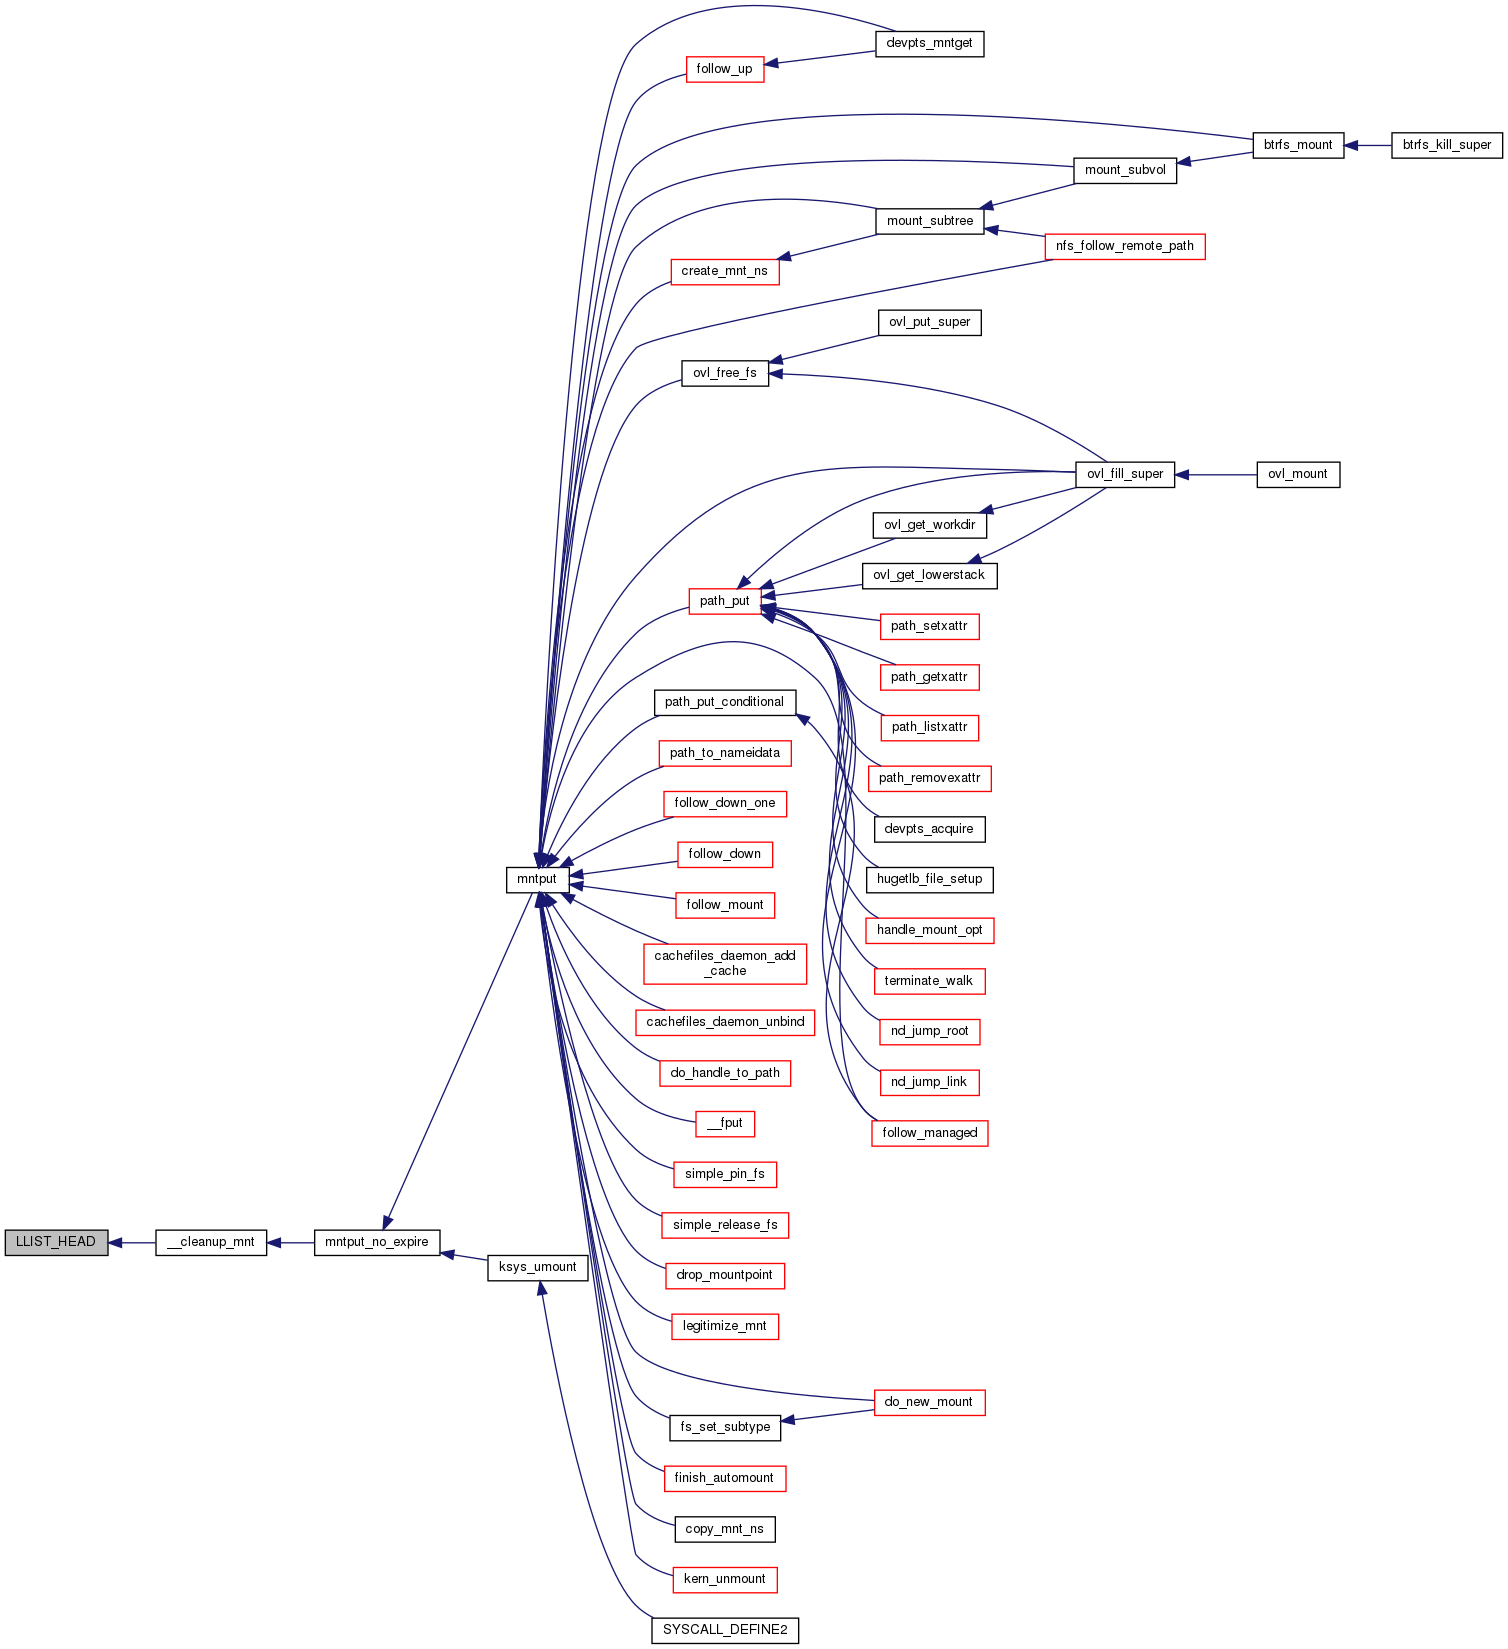 devpts_mntget
follow_up
btrfs_mount
btrfs_kill_super
mount_subvol
mount_subtree
nfs_follow_remote_path
create_mnt_ns
ovl_put_super
ovl_free_fs
ovl_fill_super
ovl_mount
ovl_get_workdir
ovl_get_lowerstack
path_put
path_setxattr
path_getxattr
path_put_conditional
path_listxattr
path_to_nameidata
path_removexattr
follow_down_one
devpts_acquire
follow_down
mntput
hugetlb_file_setup
follow_mount
handle_mount_opt
cachefiles_daemon_add
_cache
terminate_walk
cachefiles_daemon_unbind
nd_jump_root
do_handle_to_path
nd_jump_link
__fput
follow_managed
simple_pin_fs
simple_release_fs
LLIST_HEAD
__cleanup_mnt
mntput_no_expire
ksys_umount
drop_mountpoint
legitimize_mnt
do_new_mount
fs_set_subtype
finish_automount
copy_mnt_ns
kern_unmount
SYSCALL_DEFINE2